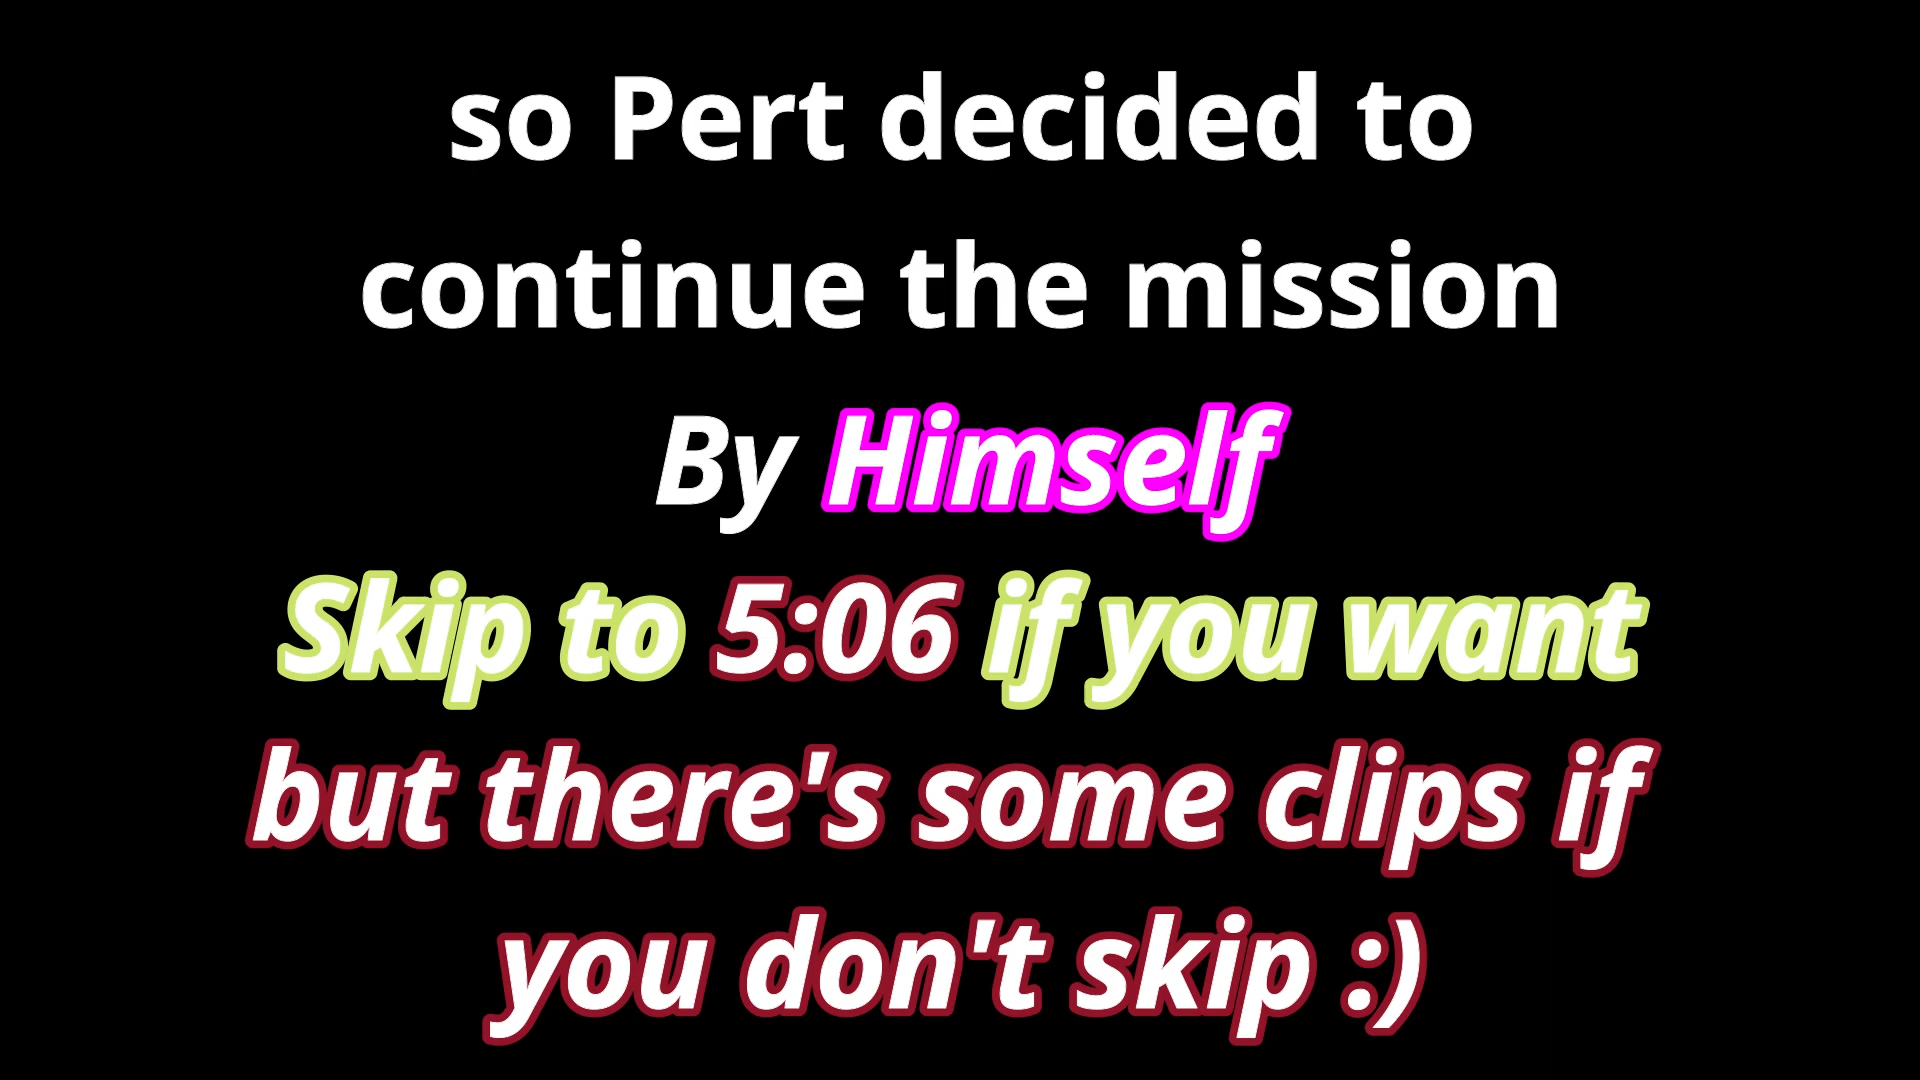 so Pert decided to
continue the mission
By Himself
Skip to 5:06 if you want
but there's some clips if
you don't skip :)